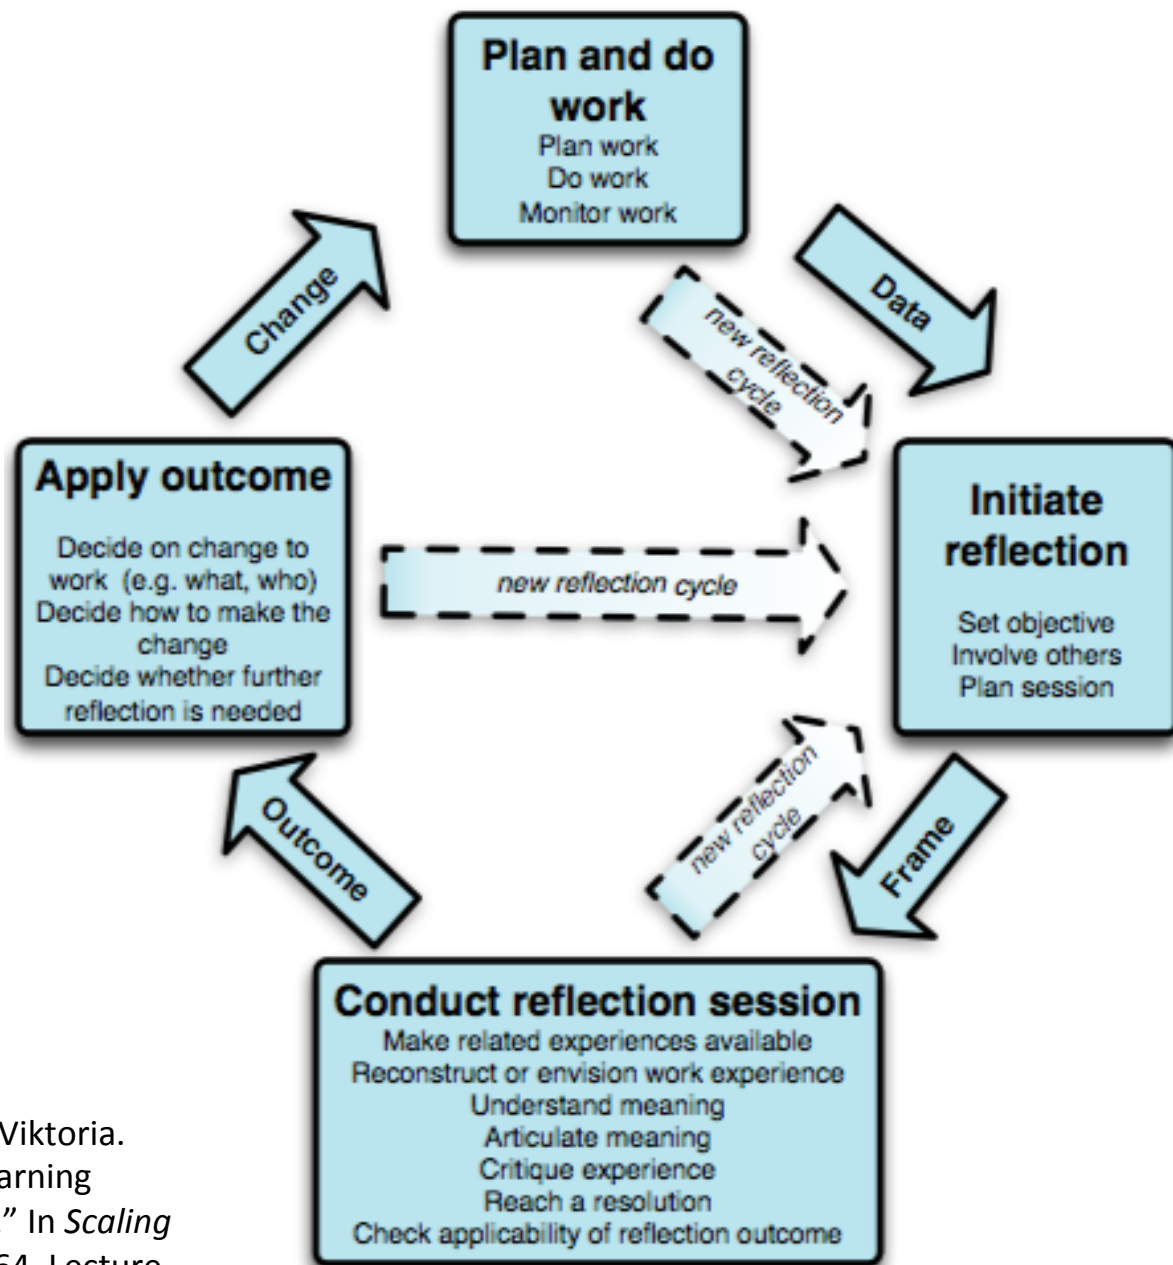 Plan and do
work
Plan work
Do work
Monitor work
Change
Data
new reflection
cycle
Apply outcome
Decide on change to
work (e.g. what, who)
Decide how to make the
change
Decide whether further
reflection is needed
new reflection cycle
Initiate
reflection
Set objective
Involve others
Plan session
Outcome
new reflection
cycle
Frame
Conduct reflection session
Make related experiences available
Reconstruct or envision work experience
Understand meaning
Articulate meaning
Critique experience
Reach a resolution
Check applicability of reflection outcome
Viktoria.
arning
.” In Scaling
64. Lecture